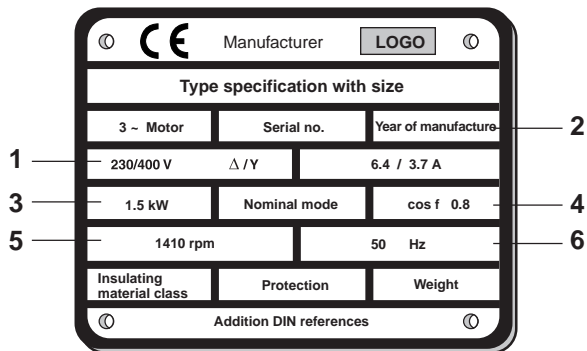 CE Manufacturer LOGO
Type specification with size
3 ~ Motor Serial no. Year of manufacture 2
1 230/400 V Δ / Y 6.4 / 3.7 A
3 1.5 kW Nominal mode cos f 0.8 4
5 1410 rpm 50 Hz 6
Insulating
material class Protection Weight
Addition DIN references